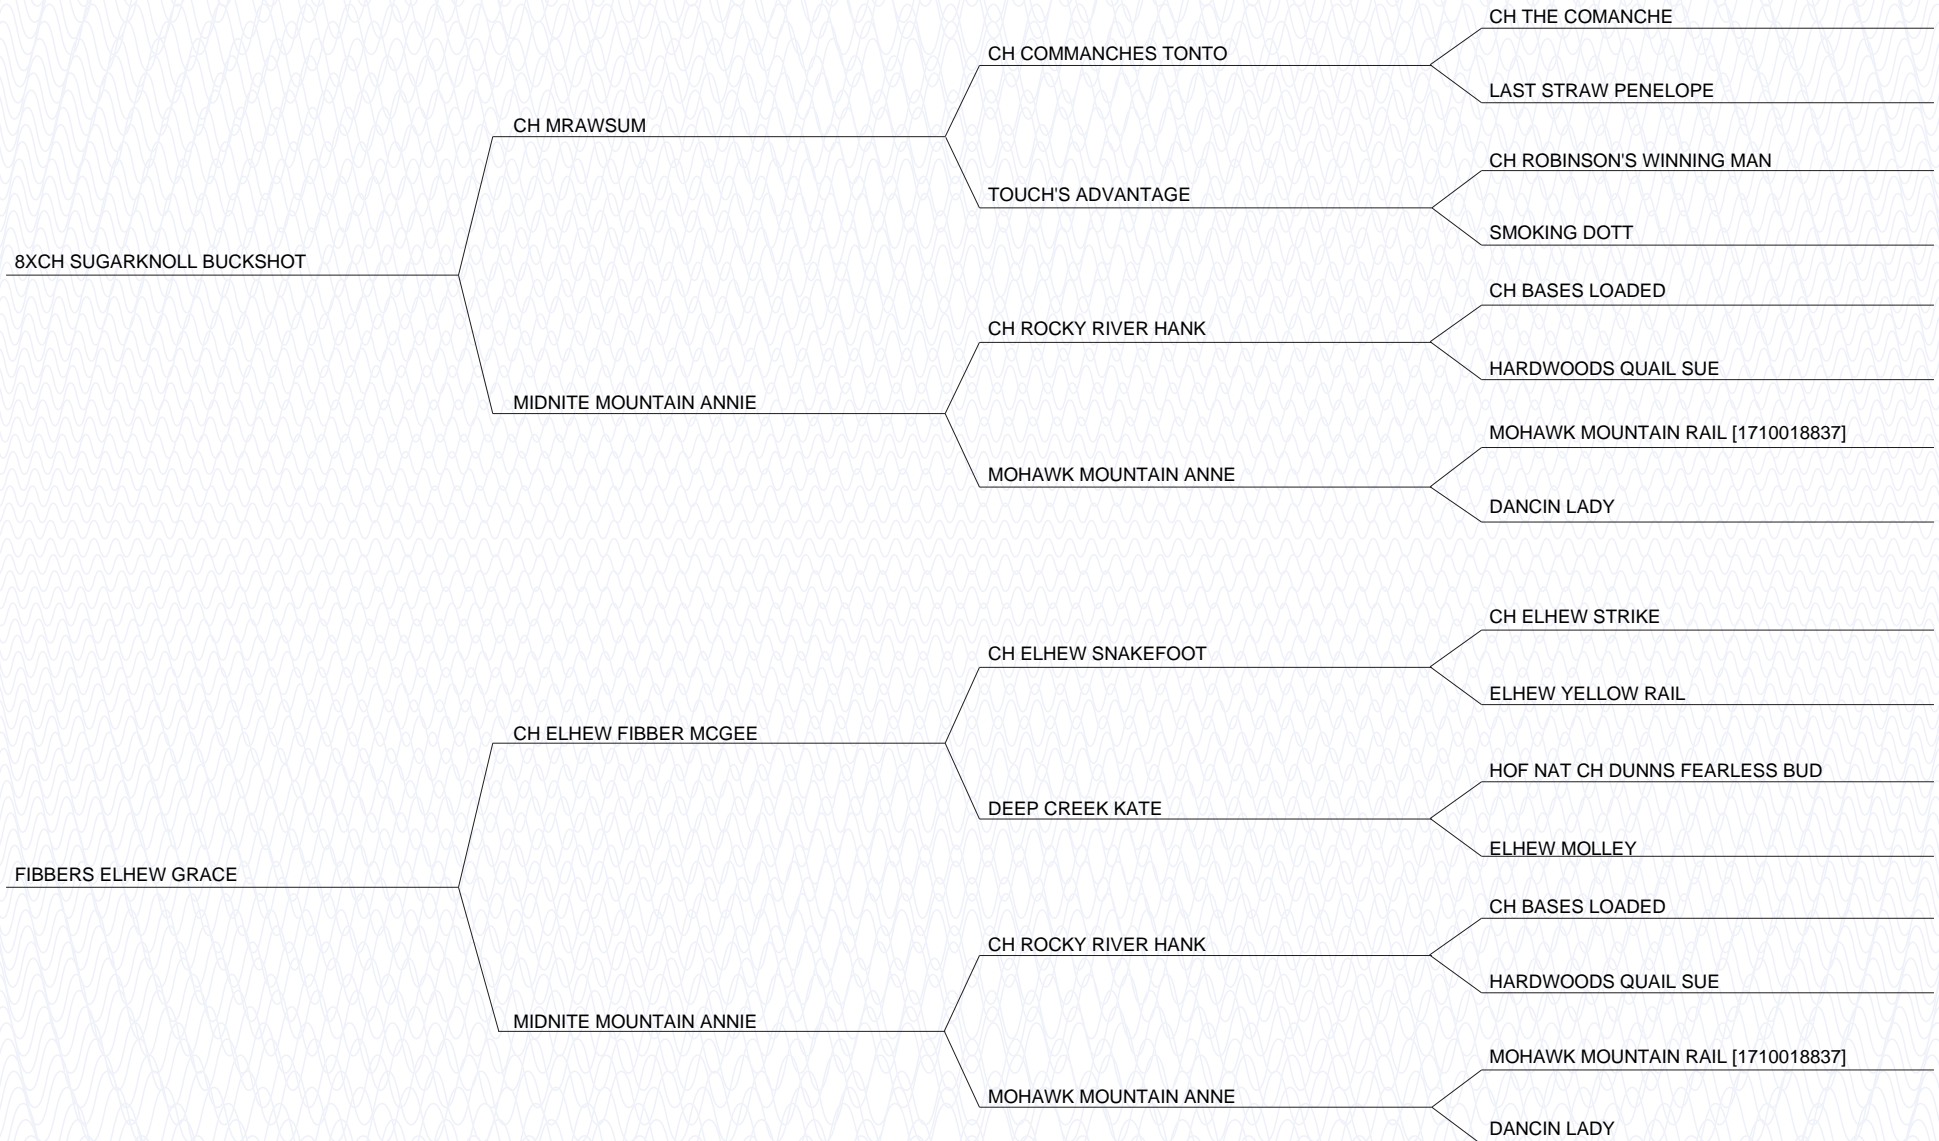 CH THE COMANCHE
CH COMMANCHES TONTO
LAST STRAW PENELOPE
CH MRAWSUM
CH ROBINSON'S WINNING MAN
TOUCH'S ADVANTAGE
SMOKING DOTT
8XCH SUGARKNOLL BUCKSHOT
CH BASES LOADED
CH ROCKY RIVER HANK
HARDWOODS QUAIL SUE
MIDNITE MOUNTAIN ANNIE
MOHAWK MOUNTAIN RAIL [1710018837]
MOHAWK MOUNTAIN ANNE
DANCIN LADY
CH ELHEW STRIKE
CH ELHEW SNAKEFOOT
ELHEW YELLOW RAIL
CH ELHEW FIBBER MCGEE
HOF NAT CH DUNNS FEARLESS BUD
DEEP CREEK KATE
ELHEW MOLLEY
FIBBERS ELHEW GRACE
CH BASES LOADED
CH ROCKY RIVER HANK
HARDWOODS QUAIL SUE
MIDNITE MOUNTAIN ANNIE
MOHAWK MOUNTAIN RAIL [1710018837]
MOHAWK MOUNTAIN ANNE
DANCIN LADY